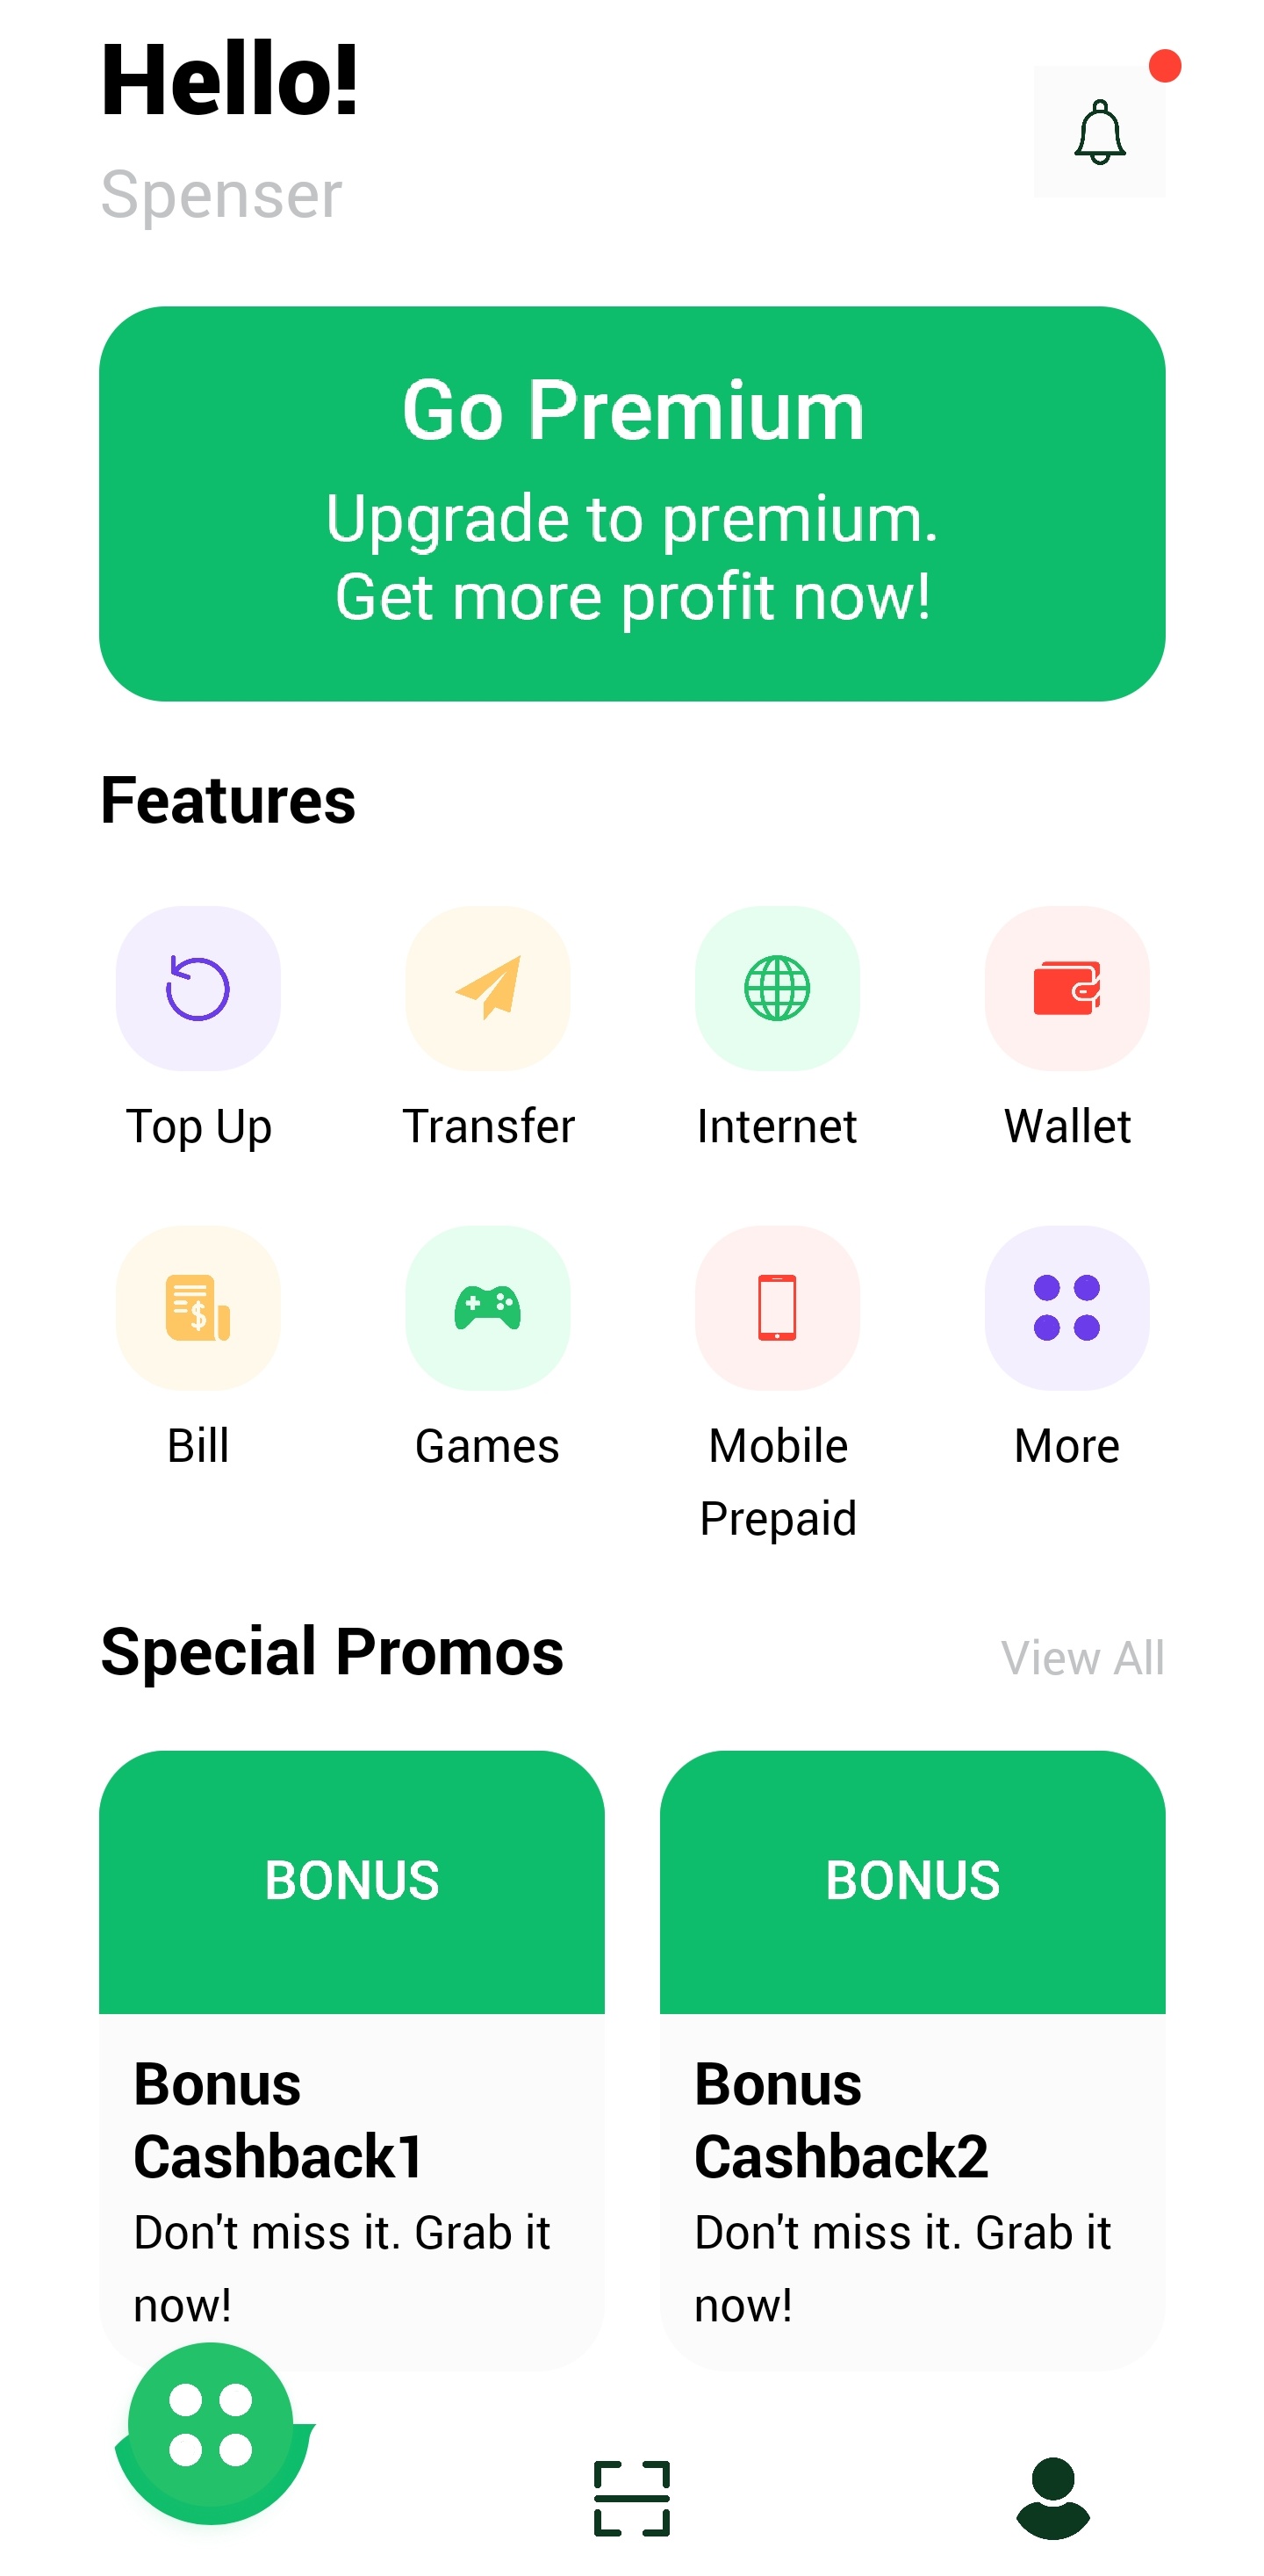 Hello!
Spenser
Go Premium
Upgrade to premium.
Get more profit now!
Features
Top Up
Transfer
Internet
Wallet
Bill
Games
Mobile
Prepaid
More
Special Promos
View All
BONUS
Bonus
Cashback1
Don't miss it. Grab it
now!
BONUS
Bonus
Cashback2
Don't miss it. Grab it
now!